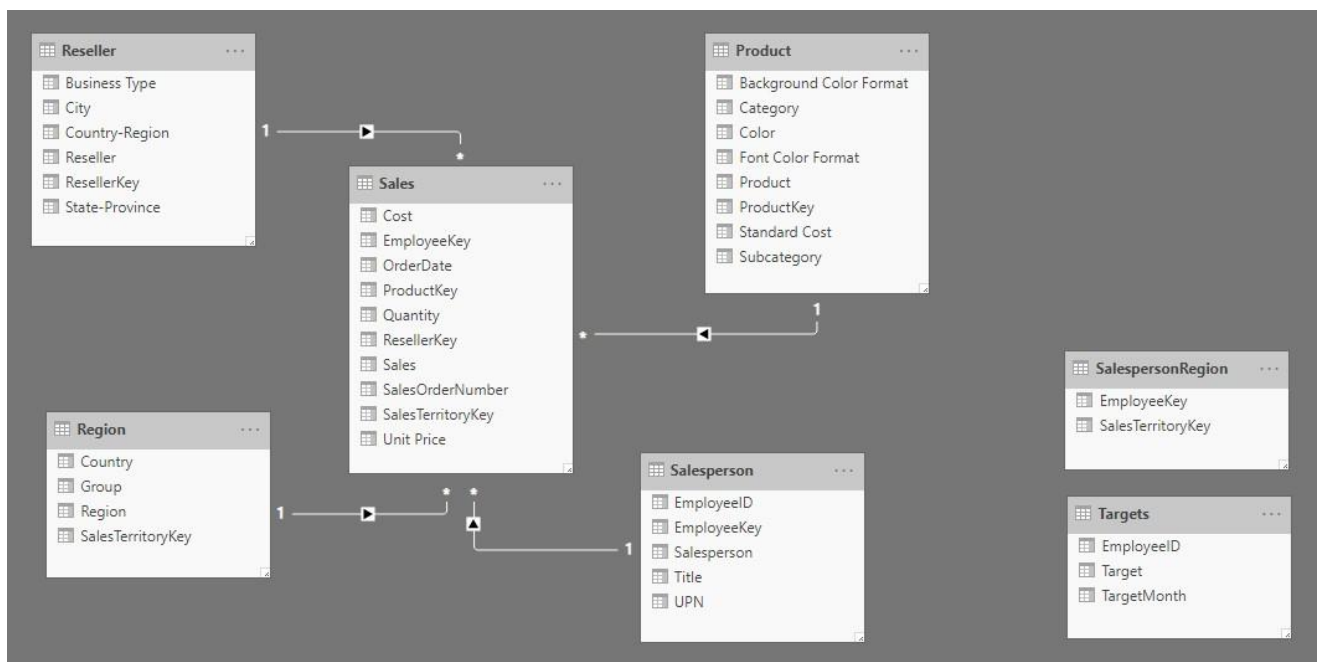 Reseller ...
Business Type
City
Country-Region
Reseller
ResellerKey
State-Province
1
*
Product ...
Background Color Format
Category
Color
Font Color Format
Product
ProductKey
Standard Cost
Subcategory
1
*
Sales ...
Cost
EmployeeKey
OrderDate
ProductKey
Quantity
ResellerKey
Sales
SalesOrderNumber
SalesTerritoryKey
Unit Price
SalespersonRegion ...
EmployeeKey
SalesTerritoryKey
Region ...
Country
Group
Region
SalesTerritoryKey
1
* *
Salesperson ...
EmployeeID
EmployeeKey
Salesperson
Title
UPN
1
Targets ...
EmployeeID
Target
TargetMonth